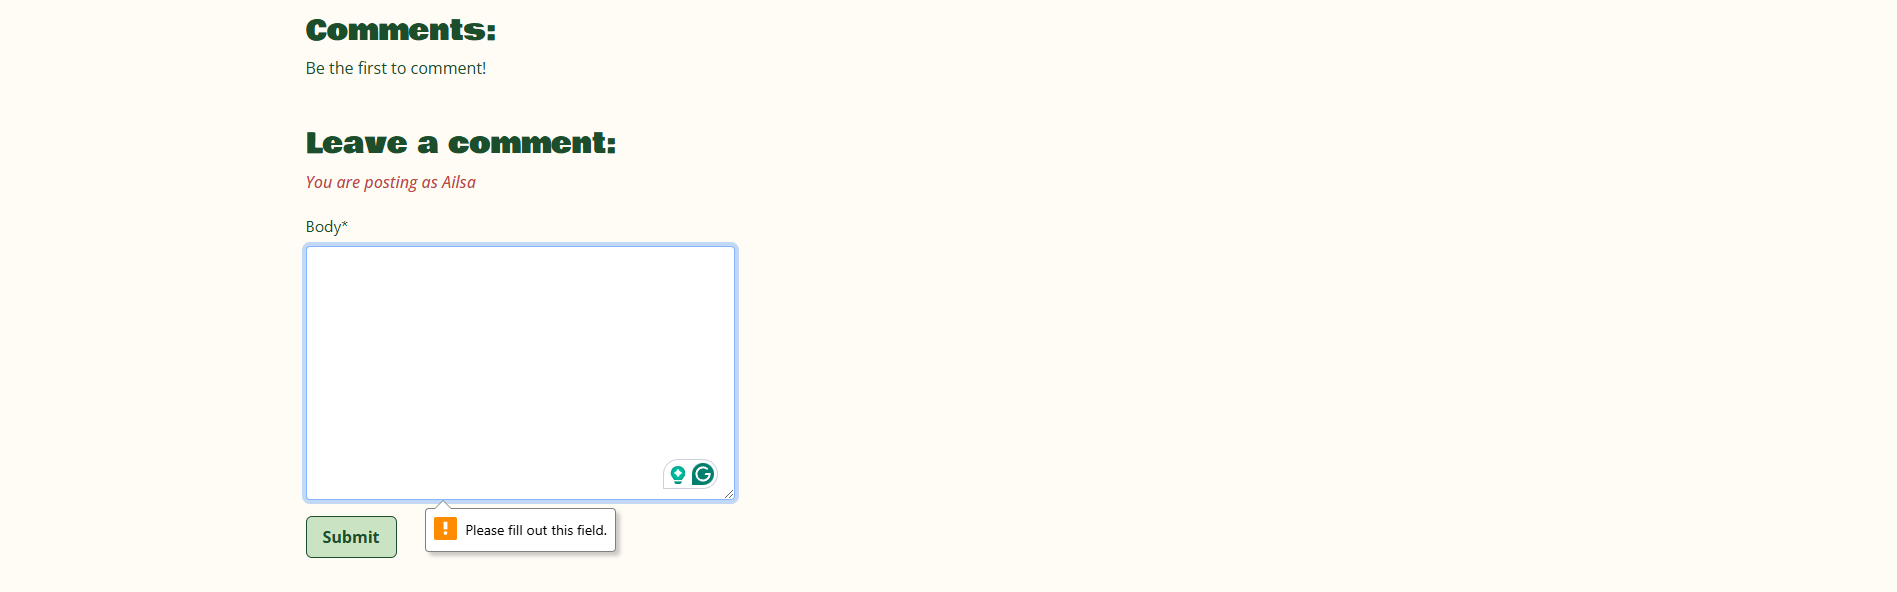 Comments:
Be the first to comment!
Leave a comment:
You are posting as Ailsa
Body*
Submit
Please fill out this field.